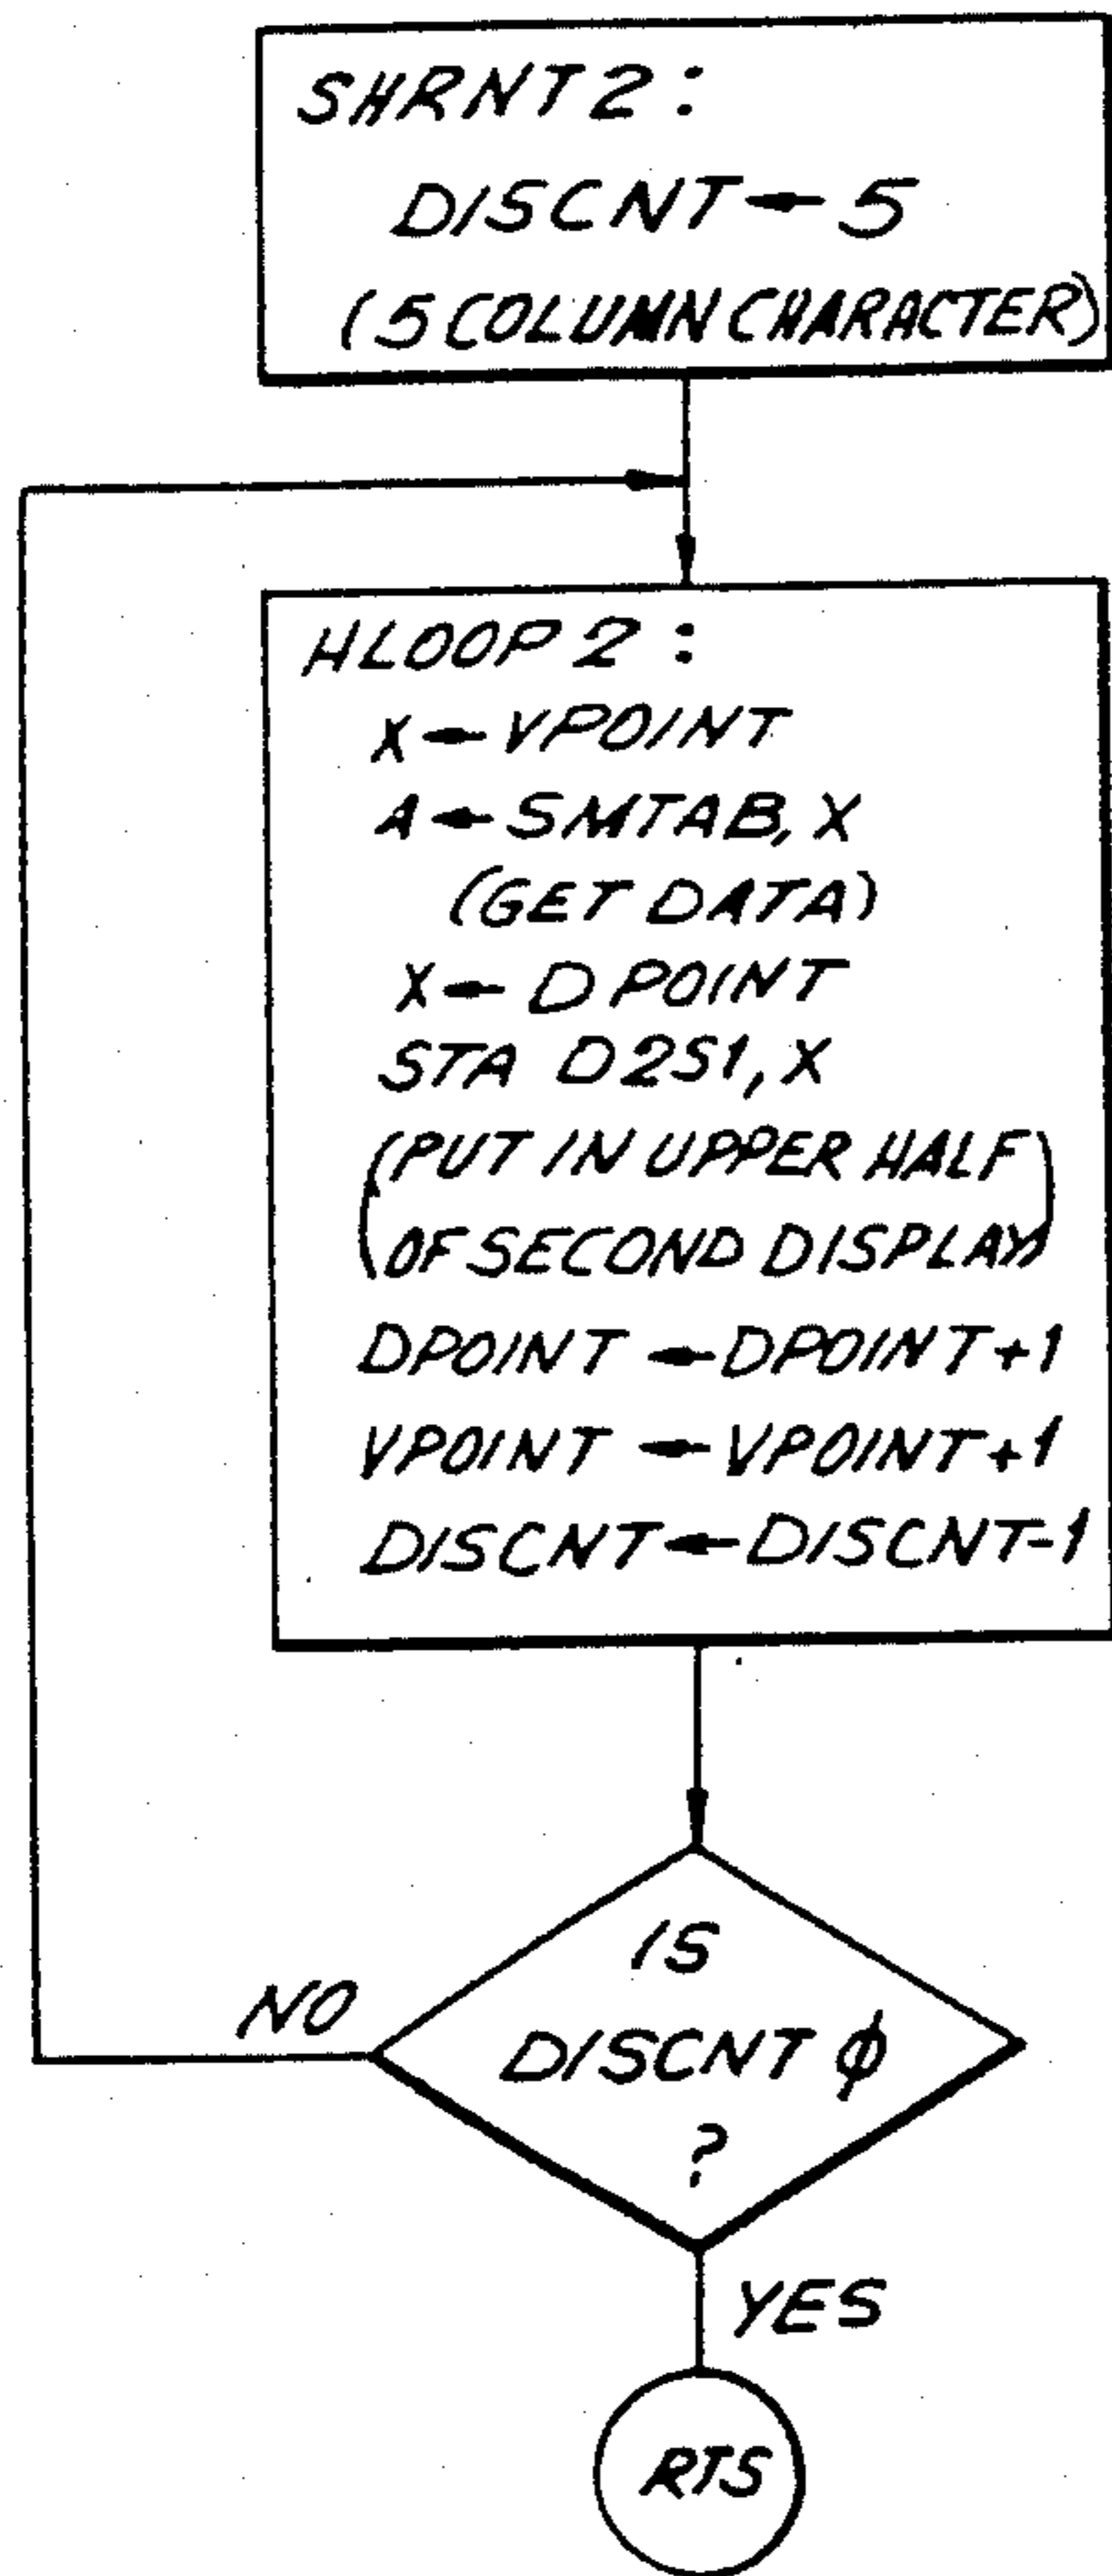 SHRNT2:
DISCNT←5
(5 COLUMN CHARACTER)
HLOOP2:
X←VPOINT
A←SMTAB,X
(GET DATA)
X←DPOINT
STA D2S1,X
(PUT IN UPPER HALF
OF SECOND DISPLAY)
DPOINT←DPOINT+1
VPOINT←VPOINT+1
DISCNT←DISCNT-1
IS
DISCNT ϕ
?
NO
YES
RTS